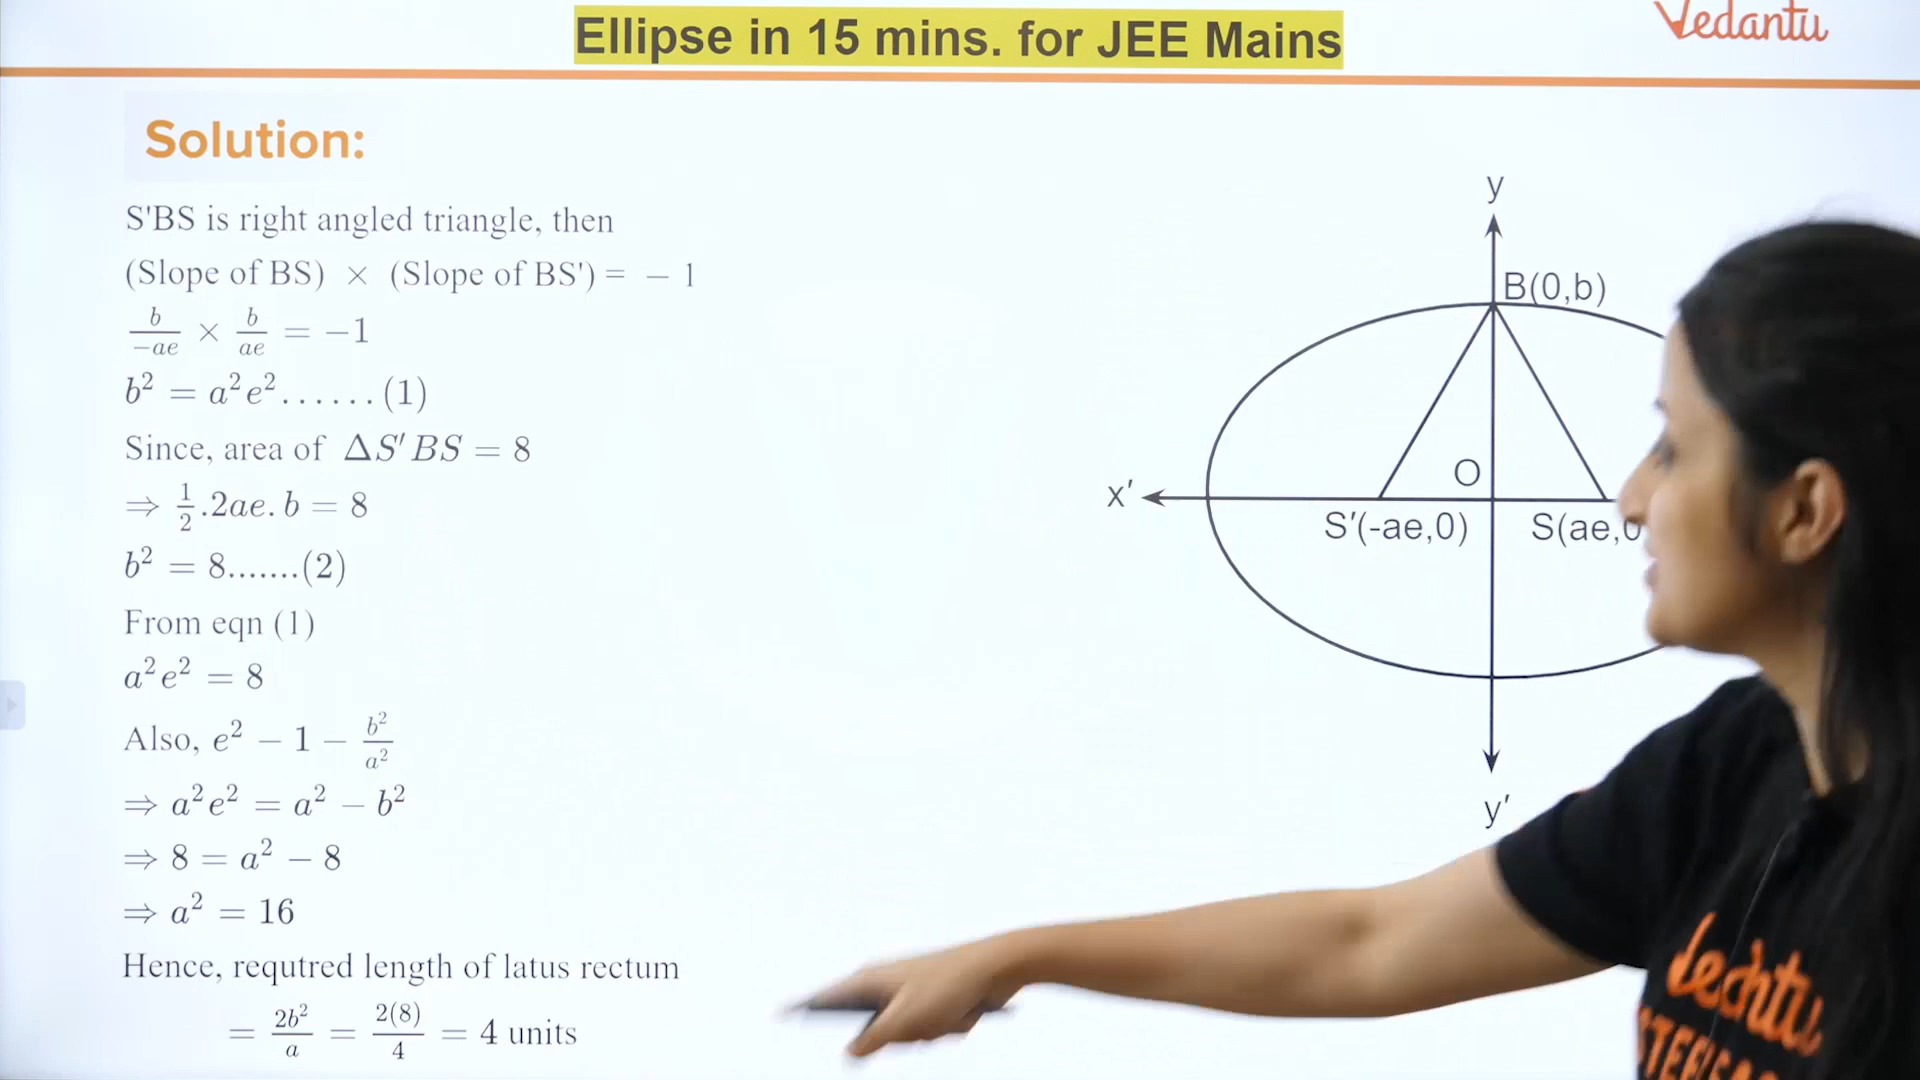 Ellipse in 15 mins. for JEE Mains
Vedantu
Solution:
S'BS is right angled triangle, then
(Slope of BS) × (Slope of BS') = − 1
b/−ae × b/ae = −1
b² = a²e²......(1)
Since, area of ΔS′BS = 8
⇒ 1/2.2ae. b = 8
b² = 8.......(2)
From eqn (1)
a²e² = 8
Also, e² − 1 − b²/a²
⇒ a²e² = a² − b²
⇒ 8 = a² − 8
⇒ a² = 16
Hence, requtred length of latus rectum
= 2b²/a = 2(8)/4 = 4 units
y
B(0,b)
O
x′
S′(-ae,0)
S(ae,0
y′
Vedantu